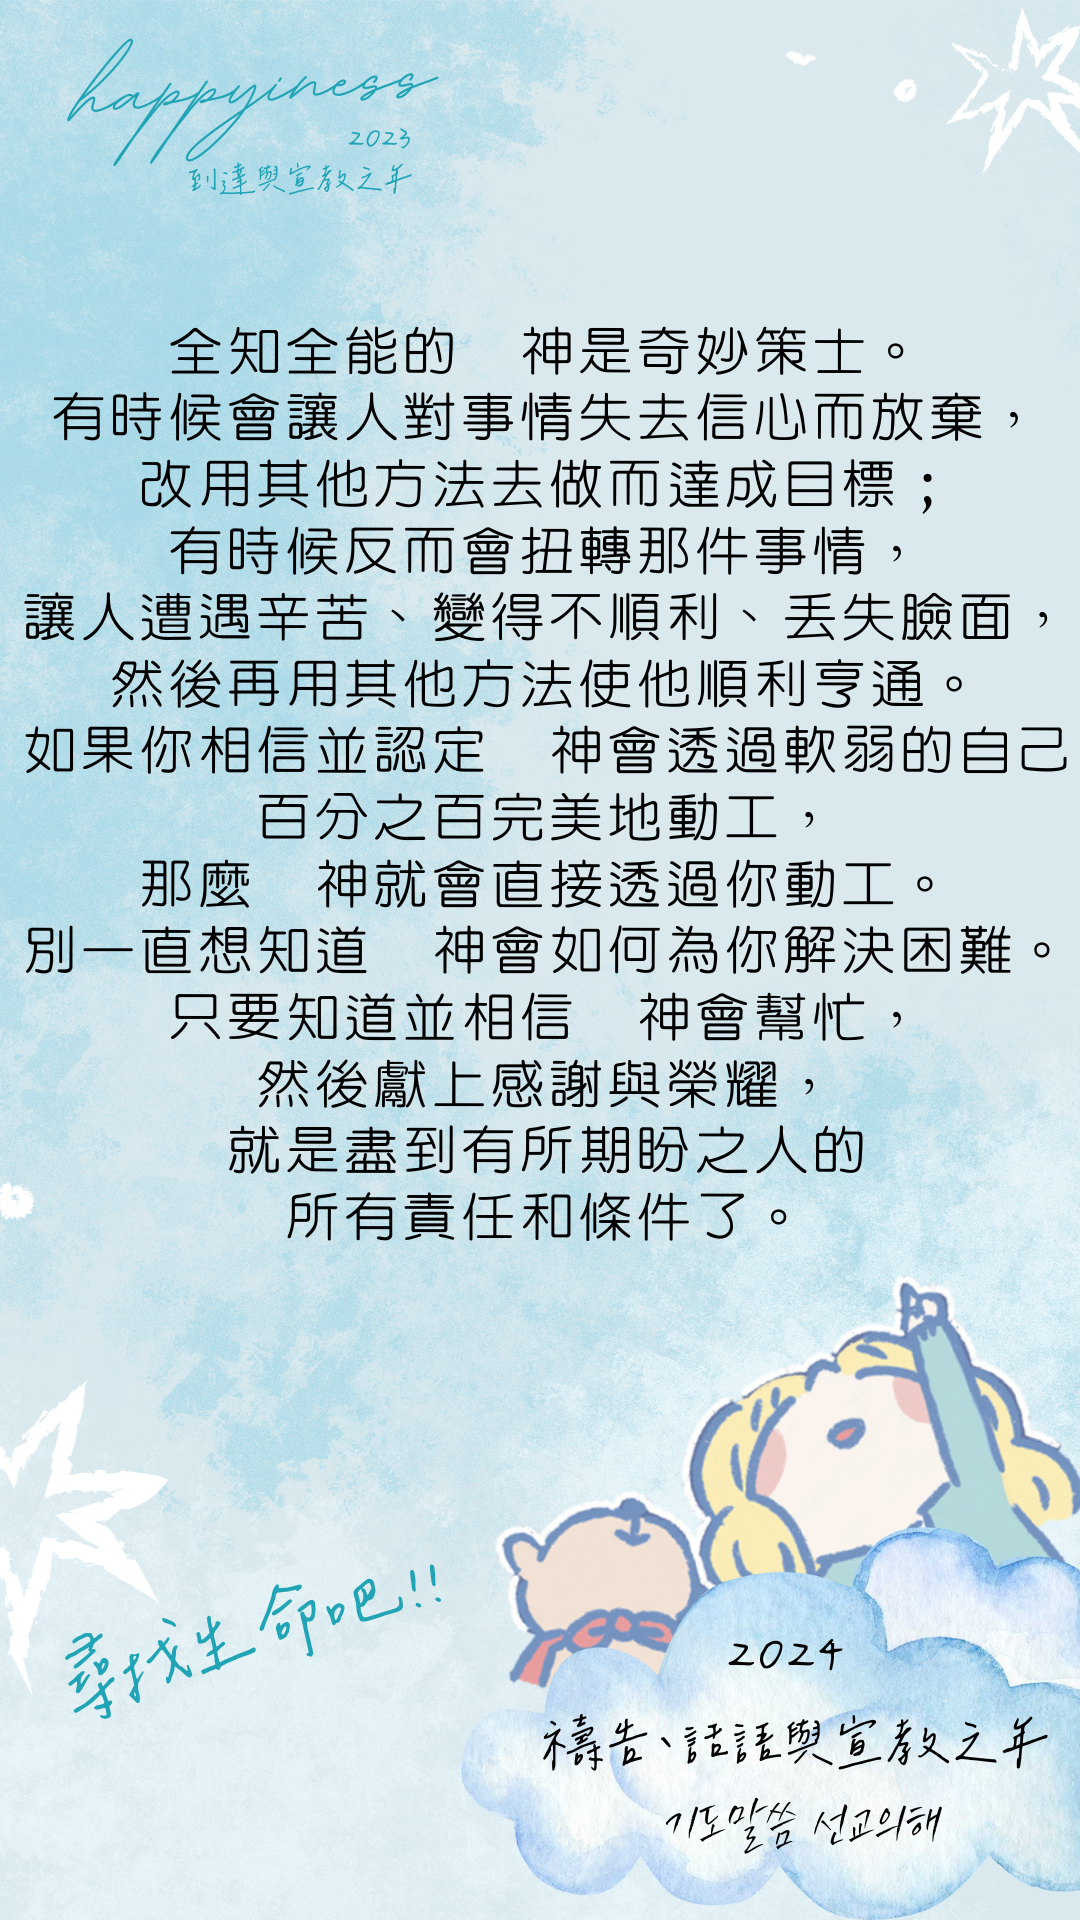 happyiness
2023
到達與宣教之年
全知全能的　神是奇妙策士。
有時候會讓人對事情失去信心而放棄，
改用其他方法去做而達成目標；
有時候反而會扭轉那件事情，
讓人遭遇辛苦、變得不順利、丟失臉面，
然後再用其他方法使他順利亨通。
如果你相信並認定　神會透過軟弱的自己
百分之百完美地動工，
那麼　神就會直接透過你動工。
別一直想知道　神會如何為你解決困難。
只要知道並相信　神會幫忙，
然後獻上感謝與榮耀，
就是盡到有所期盼之人的
所有責任和條件了。
尋找生命吧!!
2024
禱告、話語與宣教之年
기도말씀 선교의해